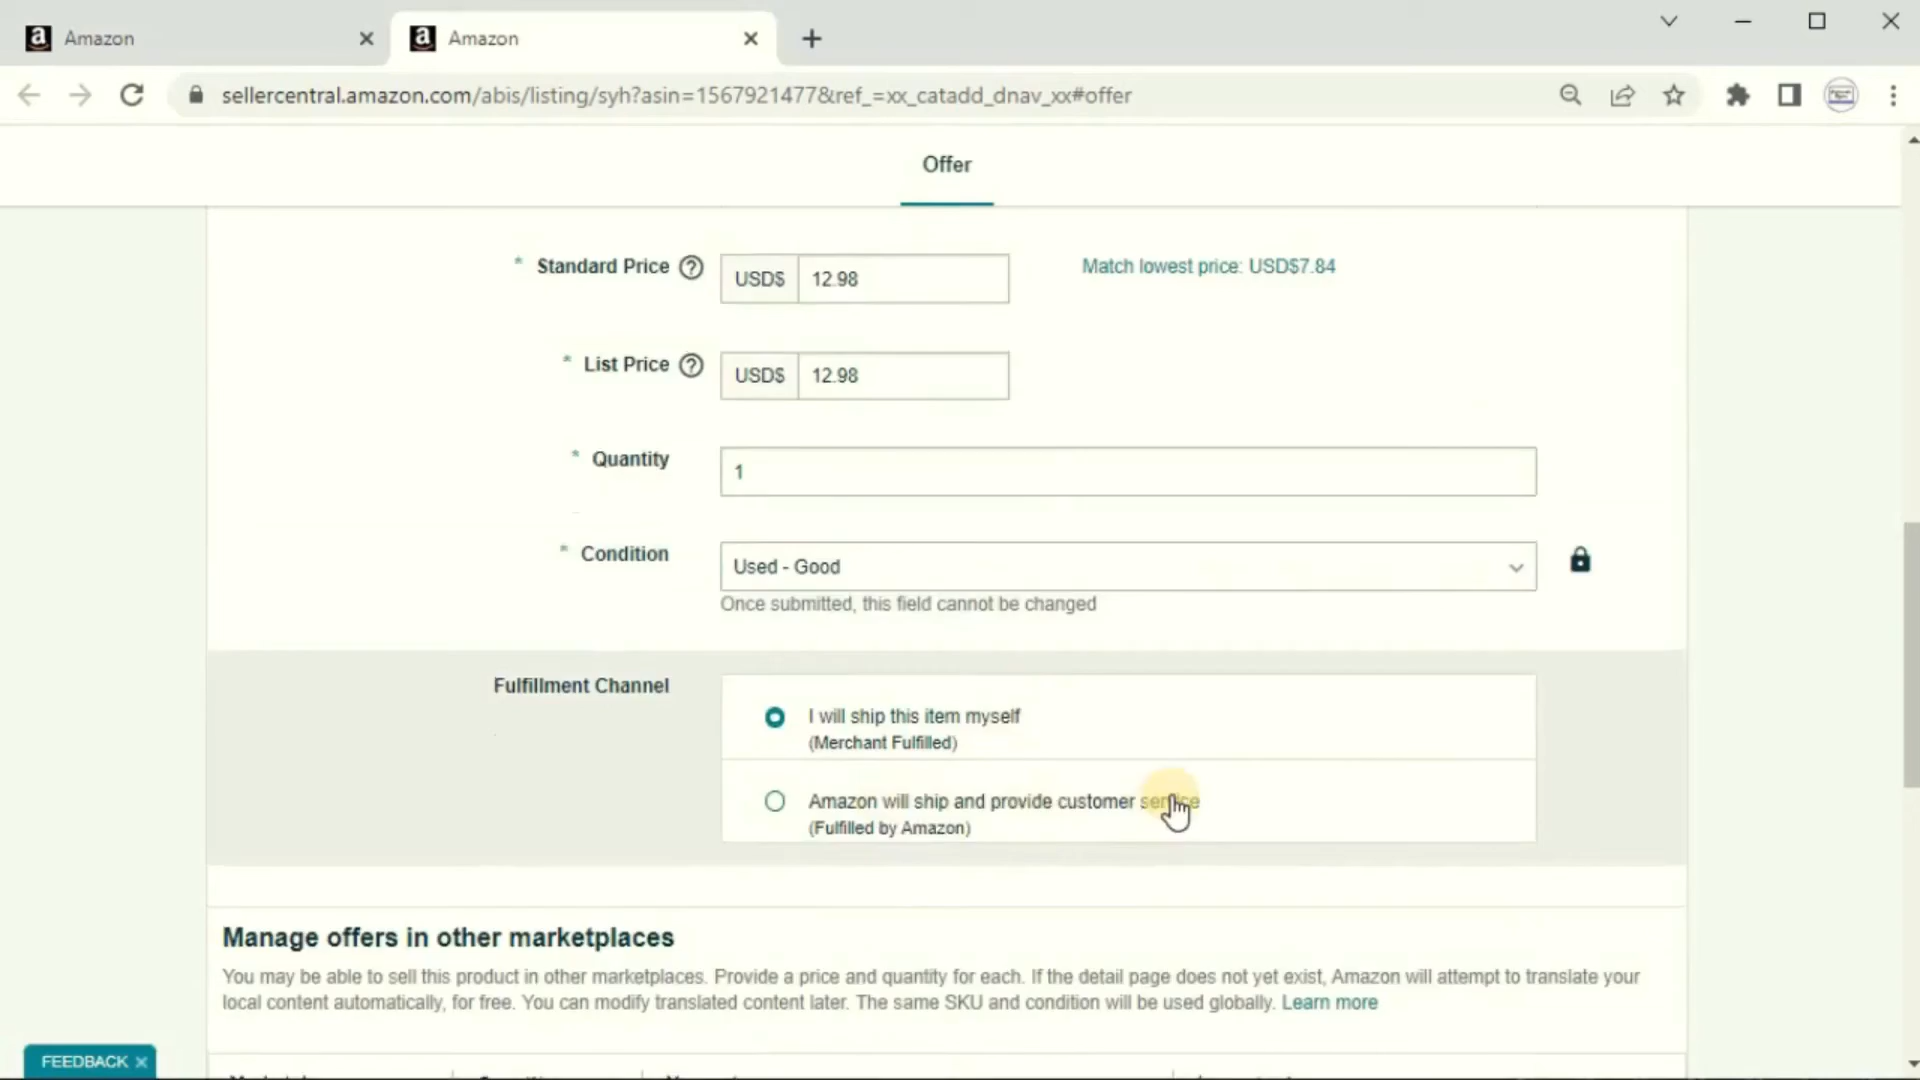 Amazon
Amazon
sellercentral.amazon.com/abis/listing/syh?asin=1567921477&ref_=xx_catadd_dnav_xx#offer
Offer
* Standard Price ? USD$ 12.98 Match lowest price: USD$7.84
* List Price ? USD$ 12.98
* Quantity 1
* Condition Used - Good
Once submitted, this field cannot be changed
Fulfillment Channel
I will ship this item myself
(Merchant Fulfilled)
Amazon will ship and provide customer service
(Fulfilled by Amazon)
Manage offers in other marketplaces
You may be able to sell this product in other marketplaces. Provide a price and quantity for each. If the detail page does not yet exist, Amazon will attempt to translate your
local content automatically, for free. You can modify translated content later. The same SKU and condition will be used globally. Learn more
FEEDBACK